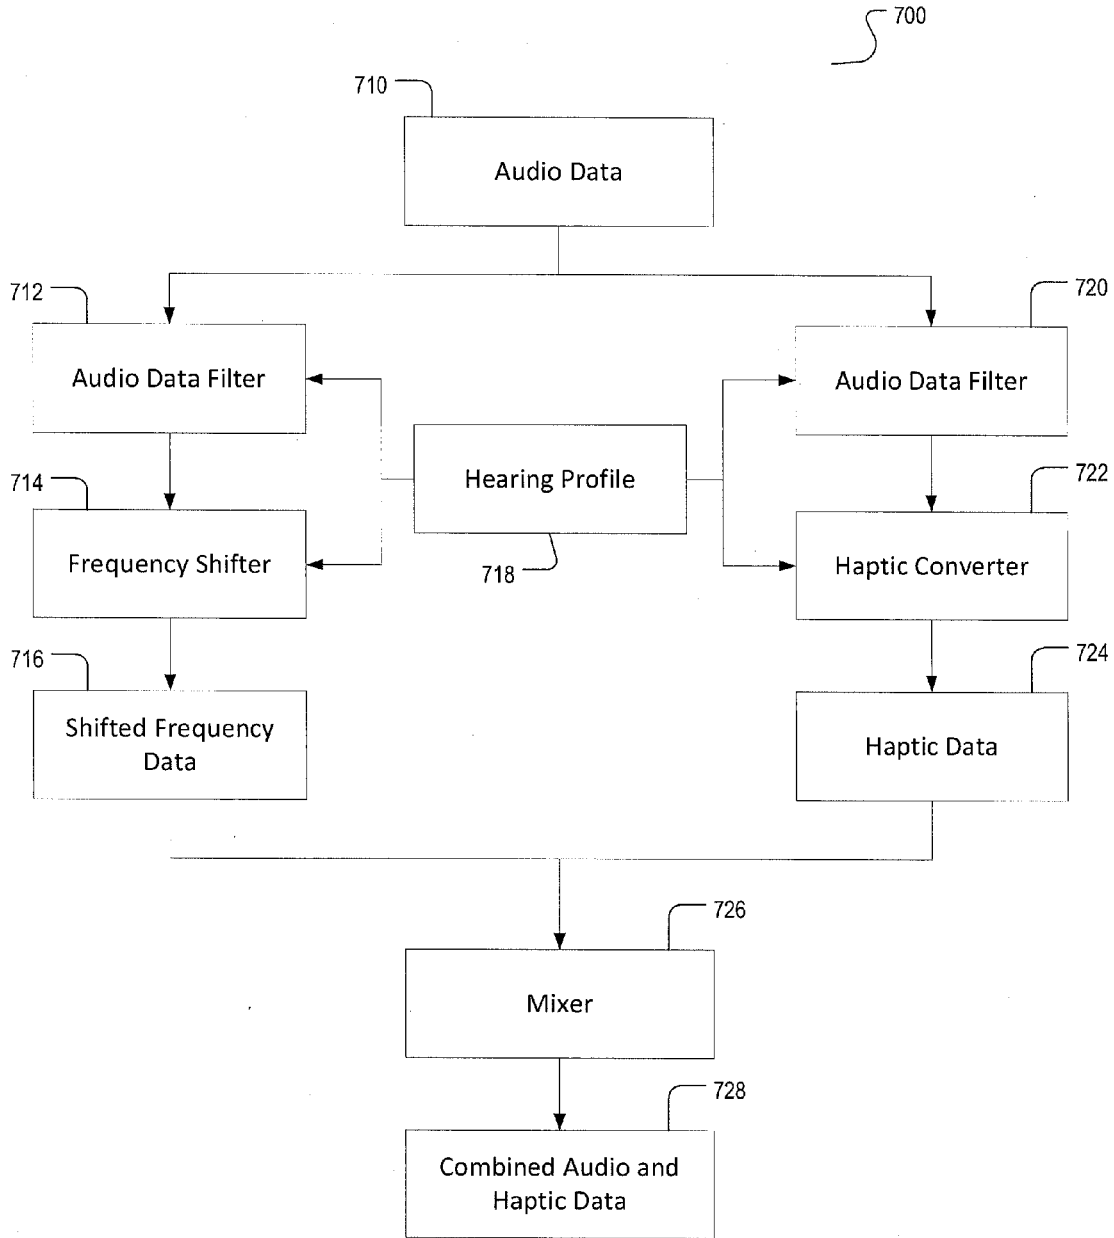 700
710
Audio Data
712
Audio Data Filter
720
Audio Data Filter
Hearing Profile
718
714
Frequency Shifter
722
Haptic Converter
716
Shifted Frequency
Data
724
Haptic Data
726
Mixer
728
Combined Audio and
Haptic Data